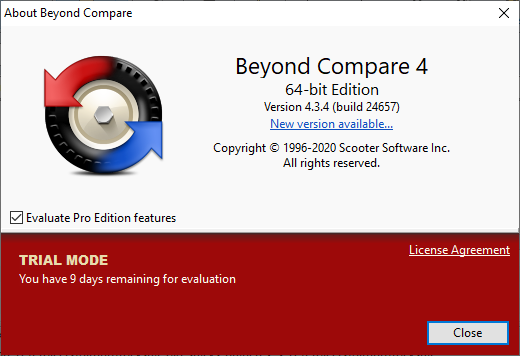 About Beyond Compare
Beyond Compare 4
64-bit Edition
Version 4.3.4 (build 24657)
New version available...
Copyright © 1996-2020 Scooter Software Inc.
All rights reserved.
Evaluate Pro Edition features
License Agreement
TRIAL MODE
You have 9 days remaining for evaluation
Close